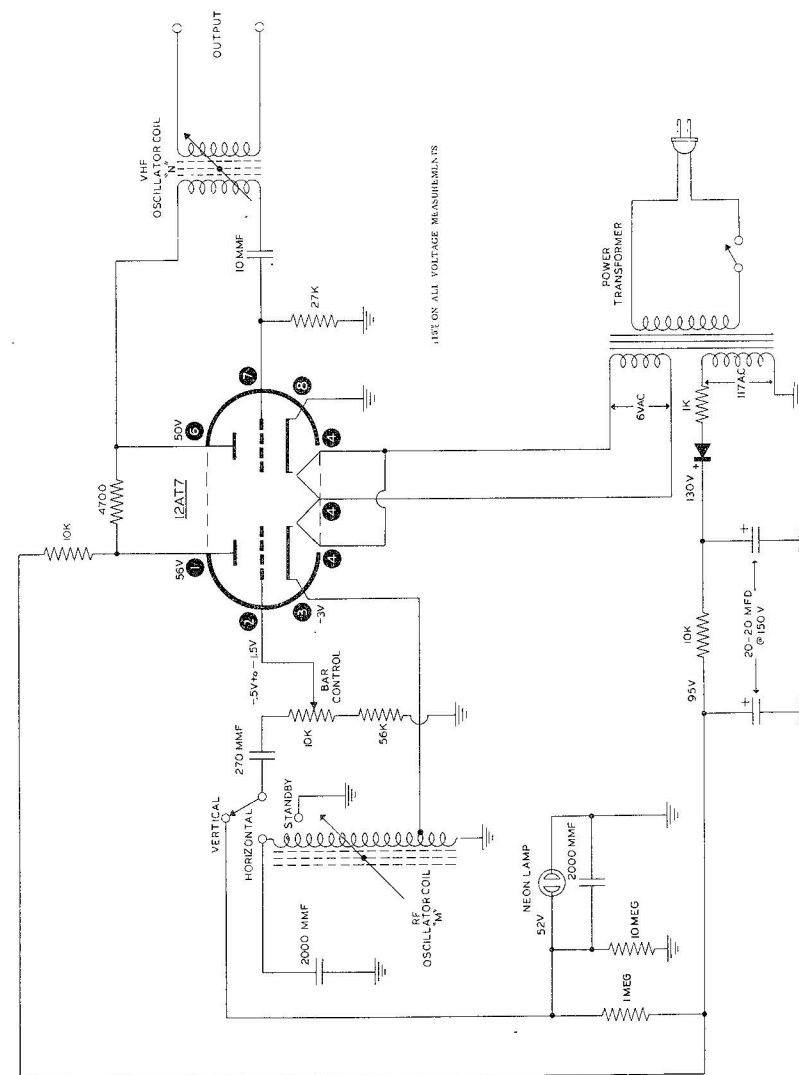 OUTPUT
VHF
OSCILLATOR COIL
"N"
10 MMF
27K
±15% ON ALL VOLTAGE MEASUREMENTS
POWER
TRANSFORMER
6VAC
117AC
1K
130V +
10K
20-20 MFD
@ 150 V
+
+
95V
10K
4700
12AT7
56V
50V
1
2
3
4
4
4
6
7
8
-3V
-.5V to -1.5V
BAR
CONTROL
10K
56K
270 MMF
VERTICAL
HORIZONTAL
STANDBY
RF
OSCILLATOR COIL
"M"
2000 MMF
NEON LAMP
52V
2000 MMF
10 MEG
1 MEG